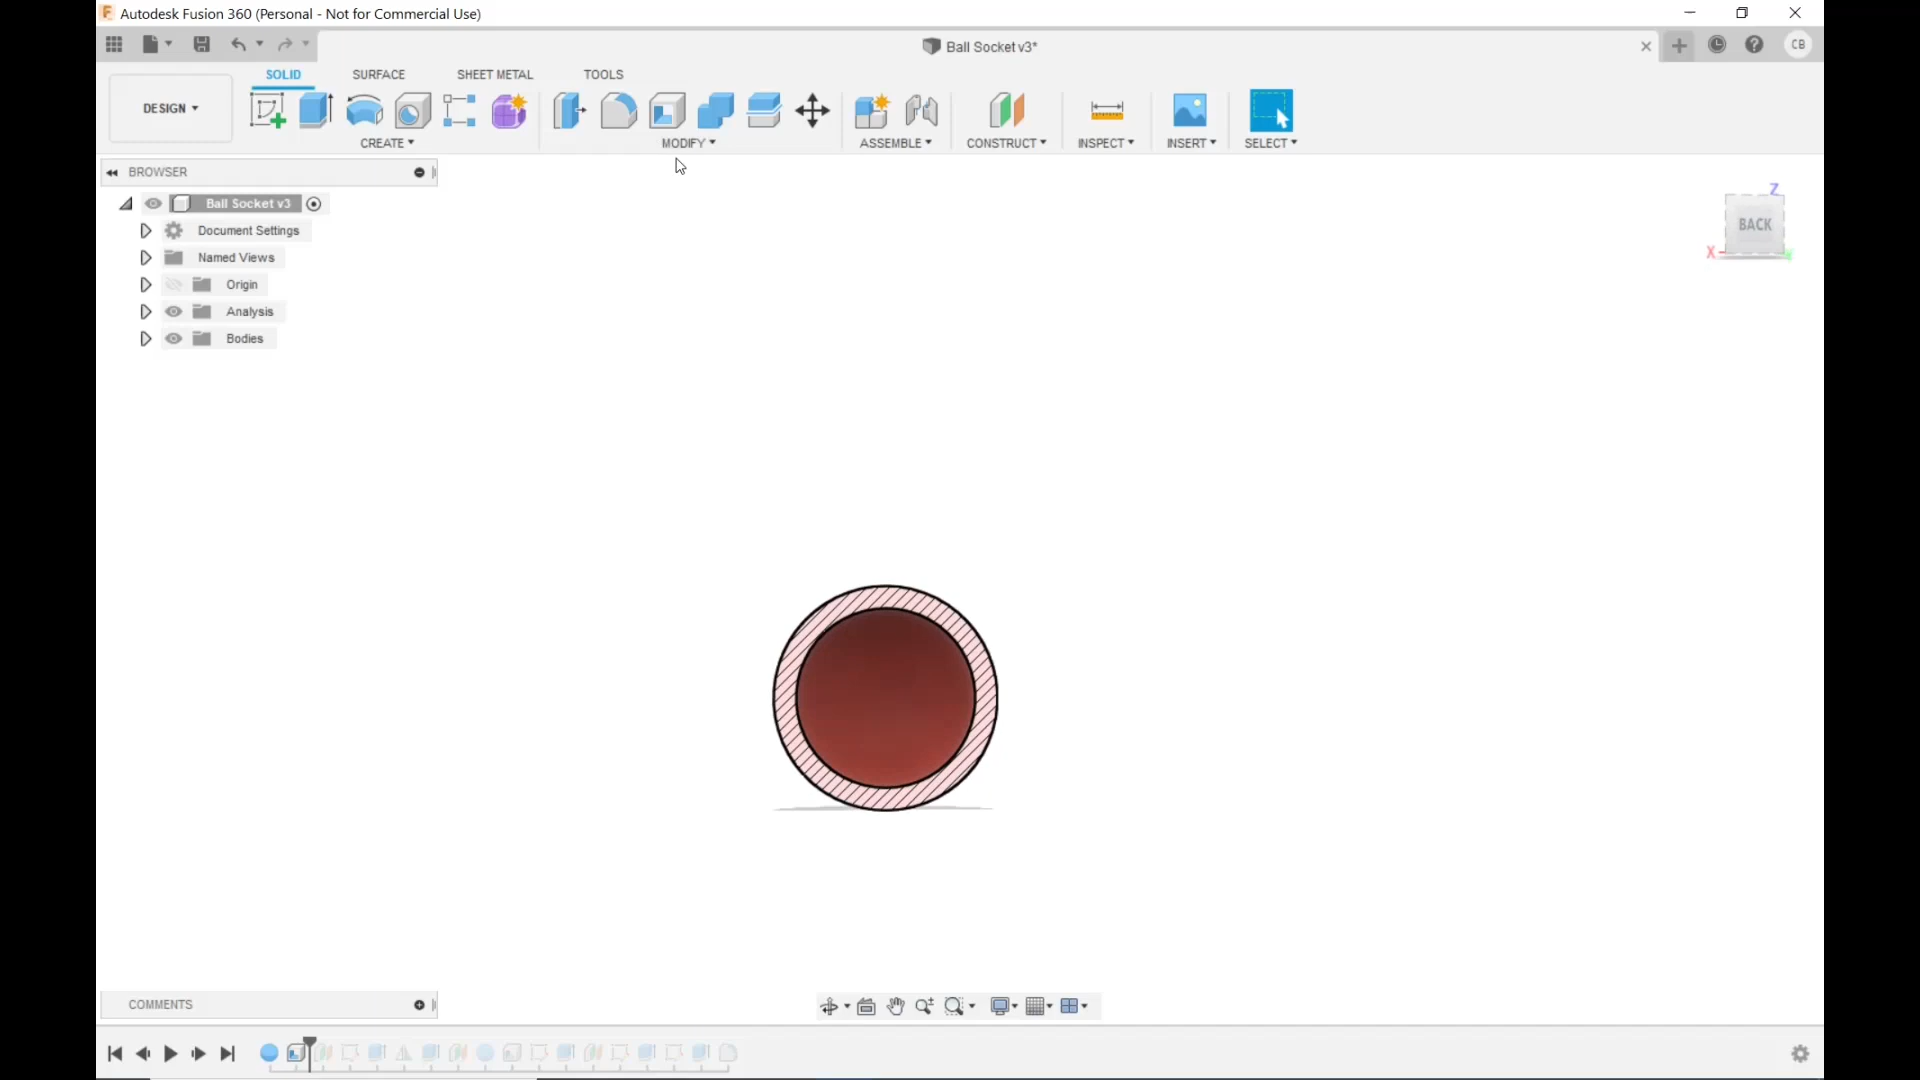 Autodesk Fusion 360 (Personal - Not for Commercial Use)
Ball Socket v3*
CB
SOLID
SURFACE
SHEET METAL
TOOLS
DESIGN
CREATE
MODIFY
ASSEMBLE
CONSTRUCT
INSPECT
INSERT
SELECT
BROWSER
Ball Socket v3
Document Settings
Named Views
Origin
Analysis
Bodies
Z
BACK
X
COMMENTS